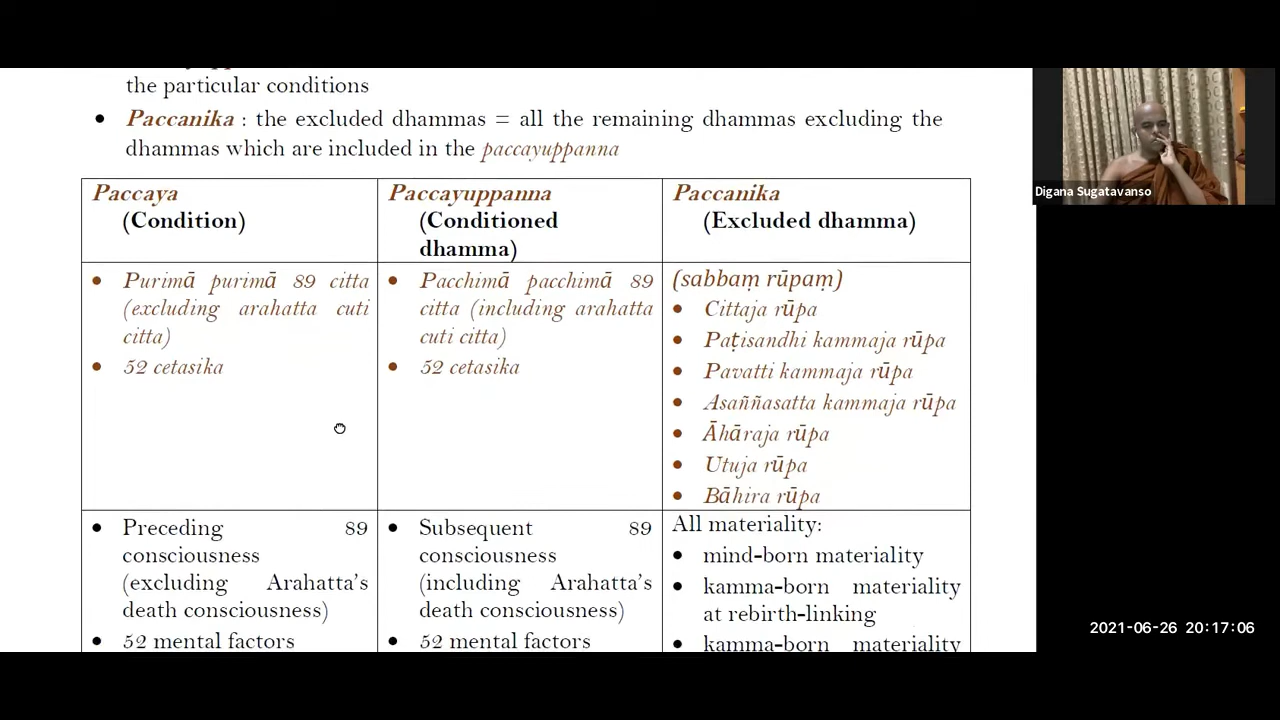 the particular conditions
• Paccanika : the excluded dhammas = all the remaining dhammas excluding the
dhammas which are included in the paccayuppanna
Paccaya
(Condition)
Paccayuppanna
(Conditioned
dhamma)
Paccanika
(Excluded dhamma)
• Purimā purimā 89 citta
(excluding arahatta cuti
citta)
• 52 cetasika
• Pacchimā pacchimā 89
citta (including arahatta
cuti citta)
• 52 cetasika
(sabbaṃ rūpaṃ)
• Cittaja rūpa
• Paṭisandhi kammaja rūpa
• Pavatti kammaja rūpa
• Asaññasatta kammaja rūpa
• Āhāraja rūpa
• Utuja rūpa
• Bāhira rūpa
• Preceding 89
consciousness
(excluding Arahatta's
death consciousness)
• 52 mental factors
• Subsequent 89
consciousness
(including Arahatta's
death consciousness)
• 52 mental factors
All materiality:
• mind-born materiality
• kamma-born materiality
at rebirth-linking
• kamma-born materiality
Digana Sugatavanso
2021-06-26 20:17:06